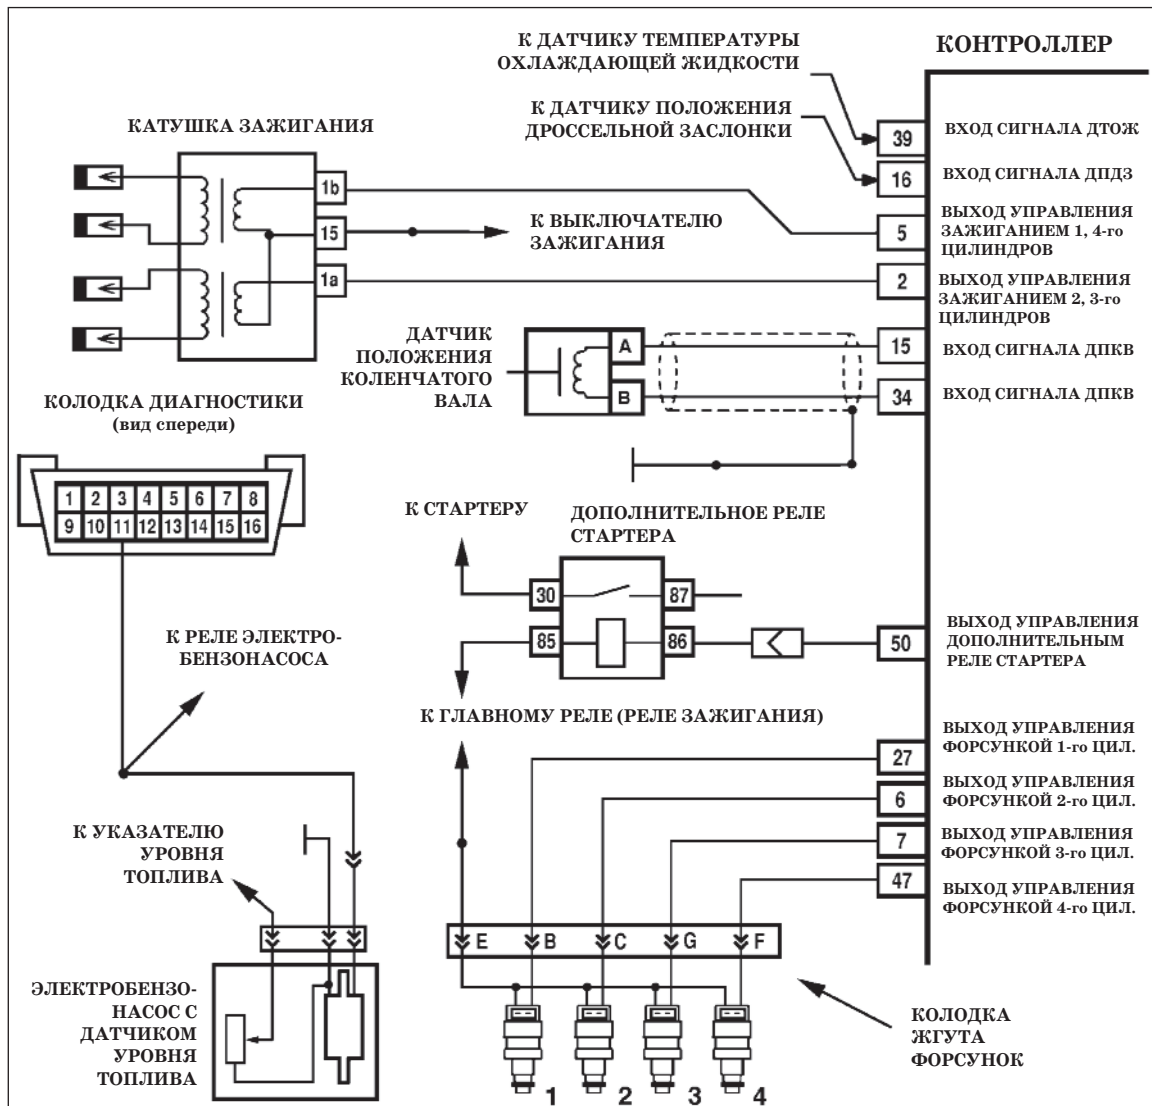 К ДАТЧИКУ ТЕМПЕРАТУРЫ
ОХЛАЖДАЮЩЕЙ ЖИДКОСТИ
КОНТРОЛЛЕР
К ДАТЧИКУ ПОЛОЖЕНИЯ
ДРОССЕЛЬНОЙ ЗАСЛОНКИ
КАТУШКА ЗАЖИГАНИЯ
39
ВХОД СИГНАЛА ДТОЖ
16
ВХОД СИГНАЛА ДПДЗ
1b
15
1a
К ВЫКЛЮЧАТЕЛЮ
ЗАЖИГАНИЯ
5
ВЫХОД УПРАВЛЕНИЯ
ЗАЖИГАНИЕМ 1, 4-го
ЦИЛИНДРОВ
2
ВЫХОД УПРАВЛЕНИЯ
ЗАЖИГАНИЕМ 2, 3-го
ЦИЛИНДРОВ
ДАТЧИК
ПОЛОЖЕНИЯ
КОЛЕНЧАТОГО
ВАЛА
A
B
15
ВХОД СИГНАЛА ДПКВ
34
ВХОД СИГНАЛА ДПКВ
КОЛОДКА ДИАГНОСТИКИ
(вид спереди)
1 2 3 4 5 6 7 8
9 10 11 12 13 14 15 16
К СТАРТЕРУ
ДОПОЛНИТЕЛЬНОЕ РЕЛЕ
СТАРТЕРА
30
87
85
86
50
ВЫХОД УПРАВЛЕНИЯ
ДОПОЛНИТЕЛЬНЫМ
РЕЛЕ СТАРТЕРА
К РЕЛЕ ЭЛЕКТРО-
БЕНЗОНАСОСА
К ГЛАВНОМУ РЕЛЕ (РЕЛЕ ЗАЖИГАНИЯ)
27
ВЫХОД УПРАВЛЕНИЯ
ФОРСУНКОЙ 1-го ЦИЛ.
6
ВЫХОД УПРАВЛЕНИЯ
ФОРСУНКОЙ 2-го ЦИЛ.
7
ВЫХОД УПРАВЛЕНИЯ
ФОРСУНКОЙ 3-го ЦИЛ.
47
ВЫХОД УПРАВЛЕНИЯ
ФОРСУНКОЙ 4-го ЦИЛ.
К УКАЗАТЕЛЮ
УРОВНЯ
ТОПЛИВА
E B C G F
ЭЛЕКТРОБЕНЗО-
НАСОС С
ДАТЧИКОМ
УРОВНЯ
ТОПЛИВА
1 2 3 4
КОЛОДКА
ЖГУТА
ФОРСУНОК